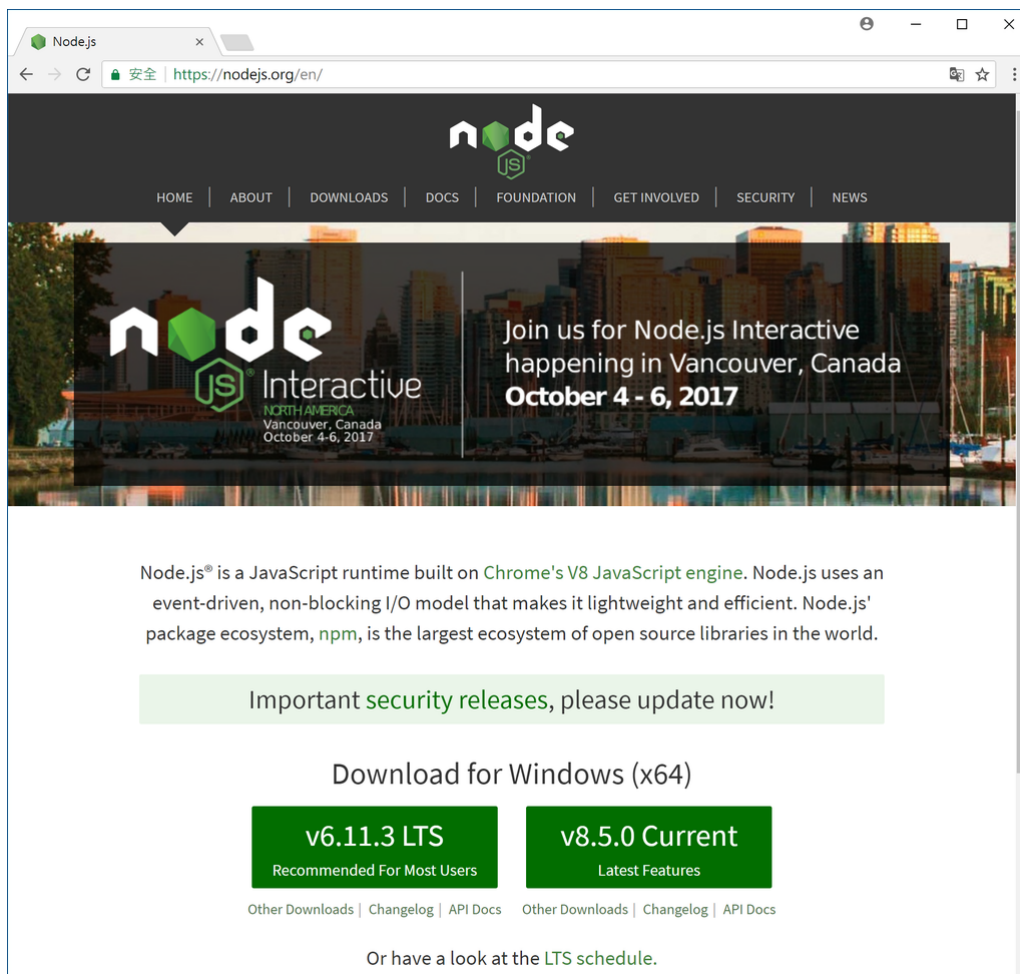 Node.js
安全 https://nodejs.org/en/
node
JS®
HOME | ABOUT | DOWNLOADS | DOCS | FOUNDATION | GET INVOLVED | SECURITY | NEWS
node
JS® Interactive
NORTH AMERICA
Vancouver, Canada
October 4-6, 2017
Join us for Node.js Interactive
happening in Vancouver, Canada
October 4 - 6, 2017
Node.js® is a JavaScript runtime built on Chrome's V8 JavaScript engine. Node.js uses an
event-driven, non-blocking I/O model that makes it lightweight and efficient. Node.js'
package ecosystem, npm, is the largest ecosystem of open source libraries in the world.
Important security releases, please update now!
Download for Windows (x64)
v6.11.3 LTS
Recommended For Most Users
v8.5.0 Current
Latest Features
Other Downloads | Changelog | API Docs
Other Downloads | Changelog | API Docs
Or have a look at the LTS schedule.